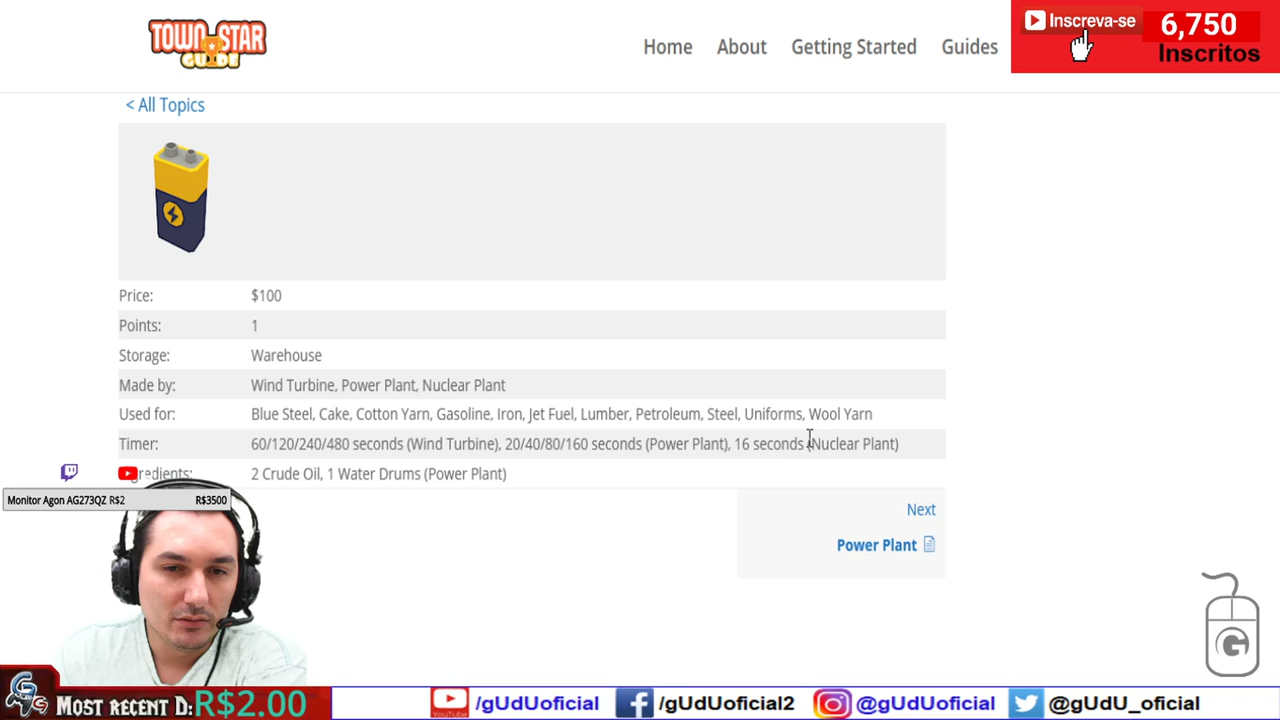 TOWN STAR
GUIDE
Home About Getting Started Guides
Inscreva-se 6,750
Inscritos
< All Topics
Price: $100
Points: 1
Storage: Warehouse
Made by: Wind Turbine, Power Plant, Nuclear Plant
Used for: Blue Steel, Cake, Cotton Yarn, Gasoline, Iron, Jet Fuel, Lumber, Petroleum, Steel, Uniforms, Wool Yarn
Timer: 60/120/240/480 seconds (Wind Turbine), 20/40/80/160 seconds (Power Plant), 16 seconds (Nuclear Plant)
redients: 2 Crude Oil, 1 Water Drums (Power Plant)
Monitor Agon AG273QZ R$2 R$3500
Next
Power Plant
G
MOST RECENT D: R$2.00
YouTube /gUdUoficial /gUdUoficial2 @gUdUoficial @gUdU_oficial